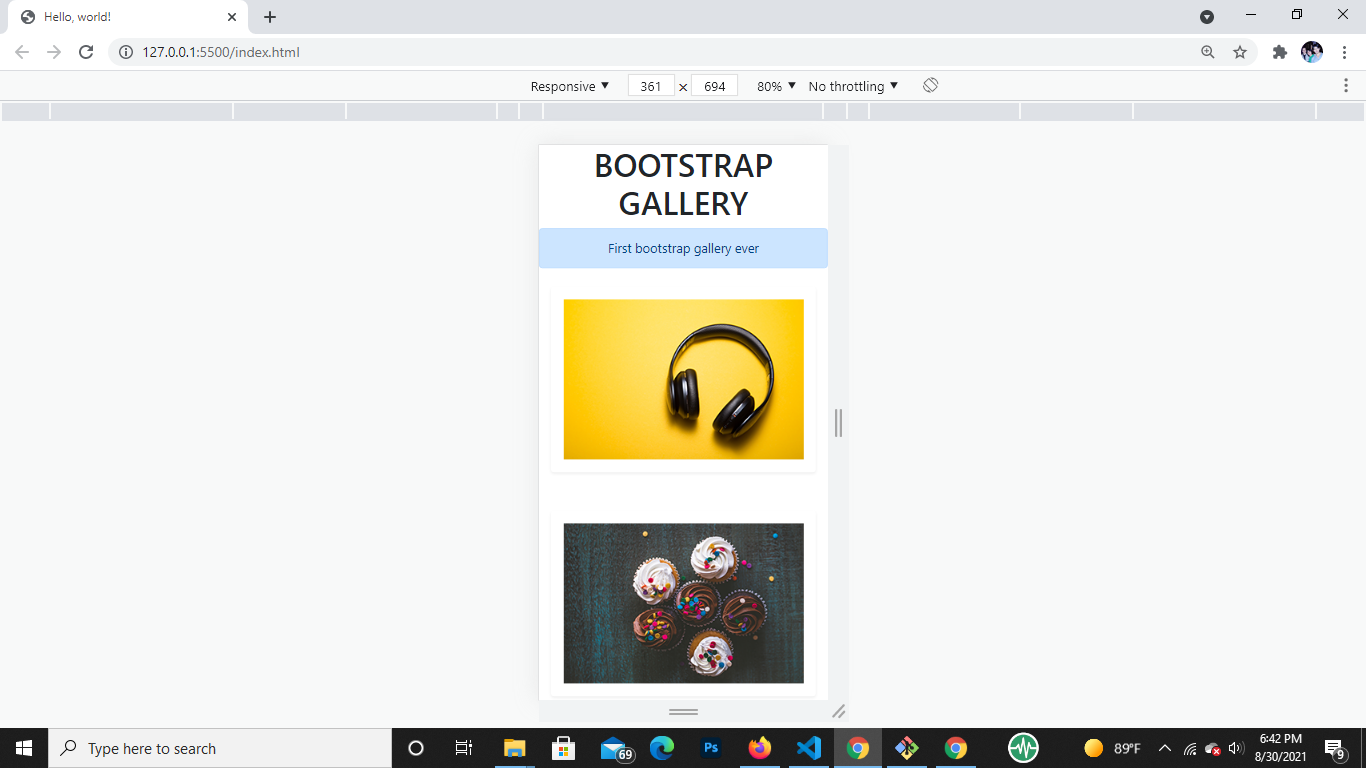 Hello, world!
127.0.0.1:5500/index.html
Responsive 361 × 694 80% No throttling
BOOTSTRAP
GALLERY
First bootstrap gallery ever
Type here to search
69
Ps
89°F
6:42 PM
8/30/2021
9